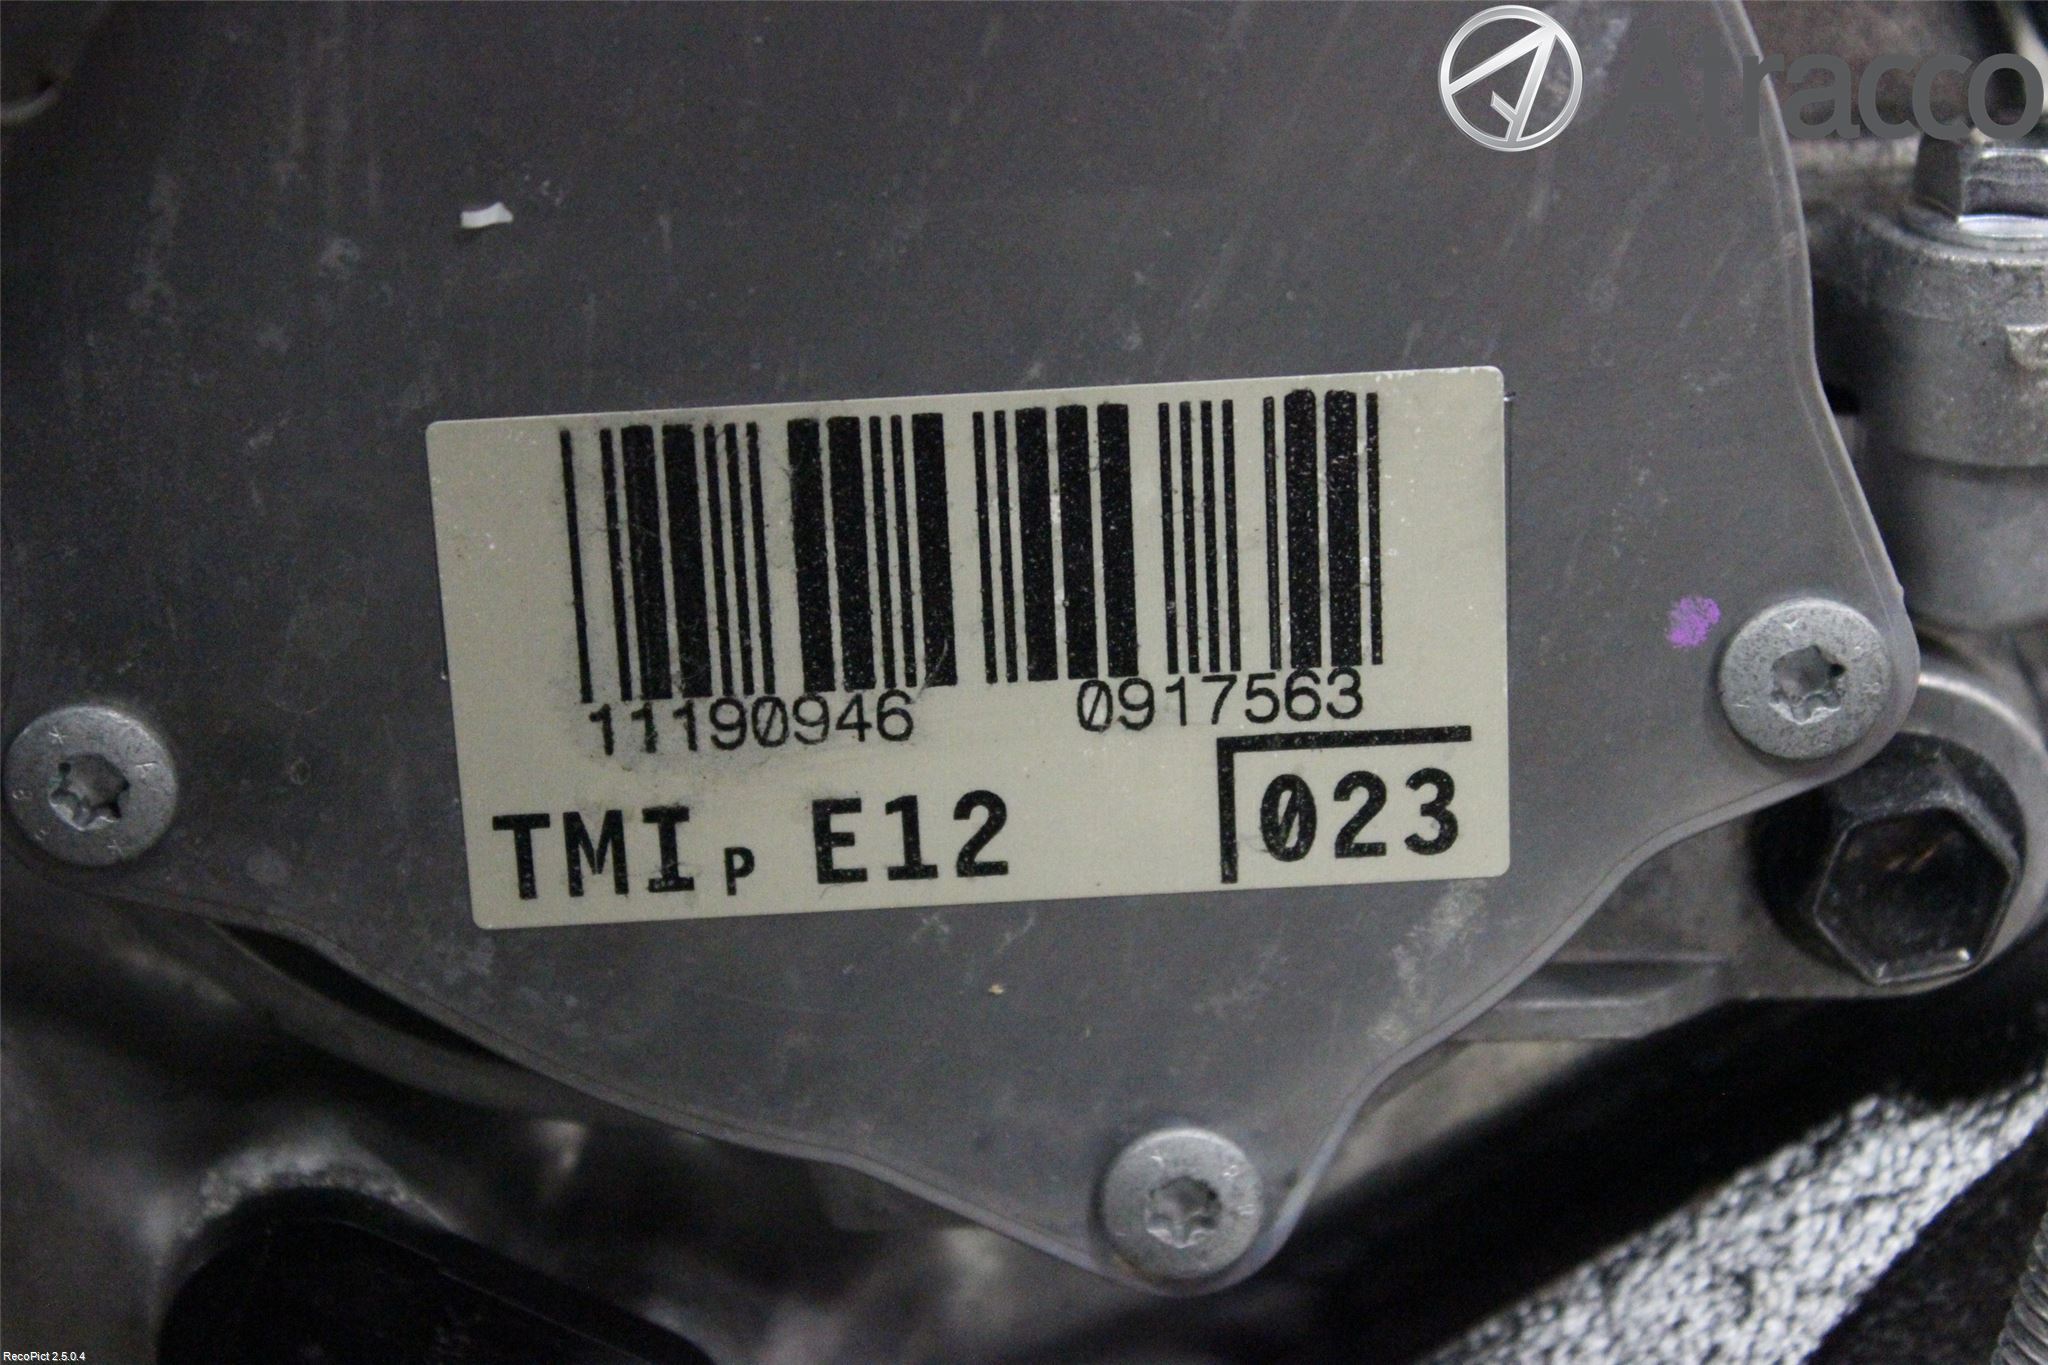 Atracco
11190946 0917563
TMI P E12 023
RecoPict 2.5.0.4